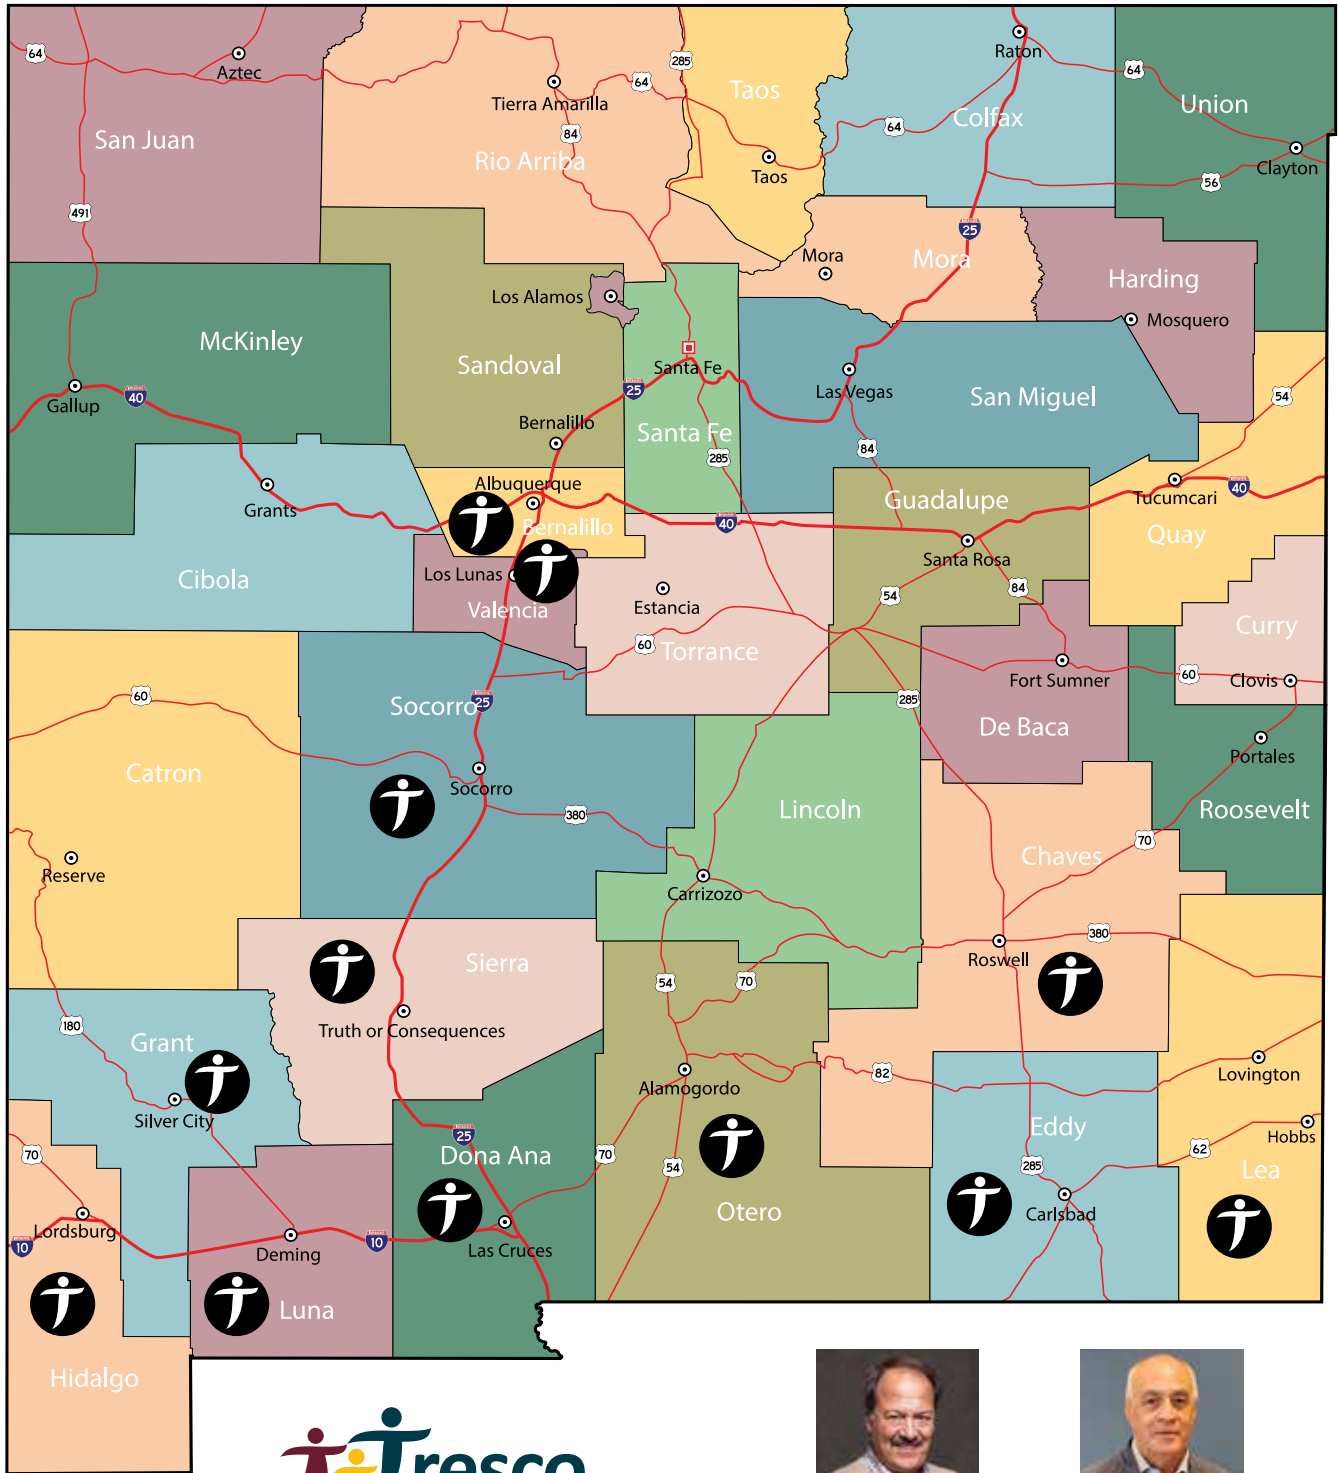 64
Aztec
San Juan
491
Tierra Amarilla
64
285
84
Rio Arriba
Taos
Taos
Raton
64
64
Colfax
Union
Clayton
56
25
Mora
Mora
Harding
Mosquero
Los Alamos
McKinley
Sandoval
Santa Fe
25
Las Vegas
San Miguel
54
Gallup
40
Bernalillo
Santa Fe
285
84
Grants
Albuquerque
Bernalillo
40
Guadalupe
Tucumcari
40
Quay
Santa Rosa
Cibola
Los Lunas
Valencia
Estancia
54
84
60
Torrance
Curry
Fort Sumner
60
Clovis
60
Socorro
25
285
De Baca
Portales
Catron
Socorro
380
Lincoln
Roosevelt
70
Chaves
Reserve
Carrizozo
380
Roswell
Sierra
54
70
Truth or Consequences
180
Grant
Silver City
Alamogordo
82
Lovington
Eddy
Hobbs
25
Dona Ana
70
54
285
62
Lea
70
Carlsbad
Otero
Lordsburg
10
Deming
10
Las Cruces
Luna
Hidalgo
Tresco